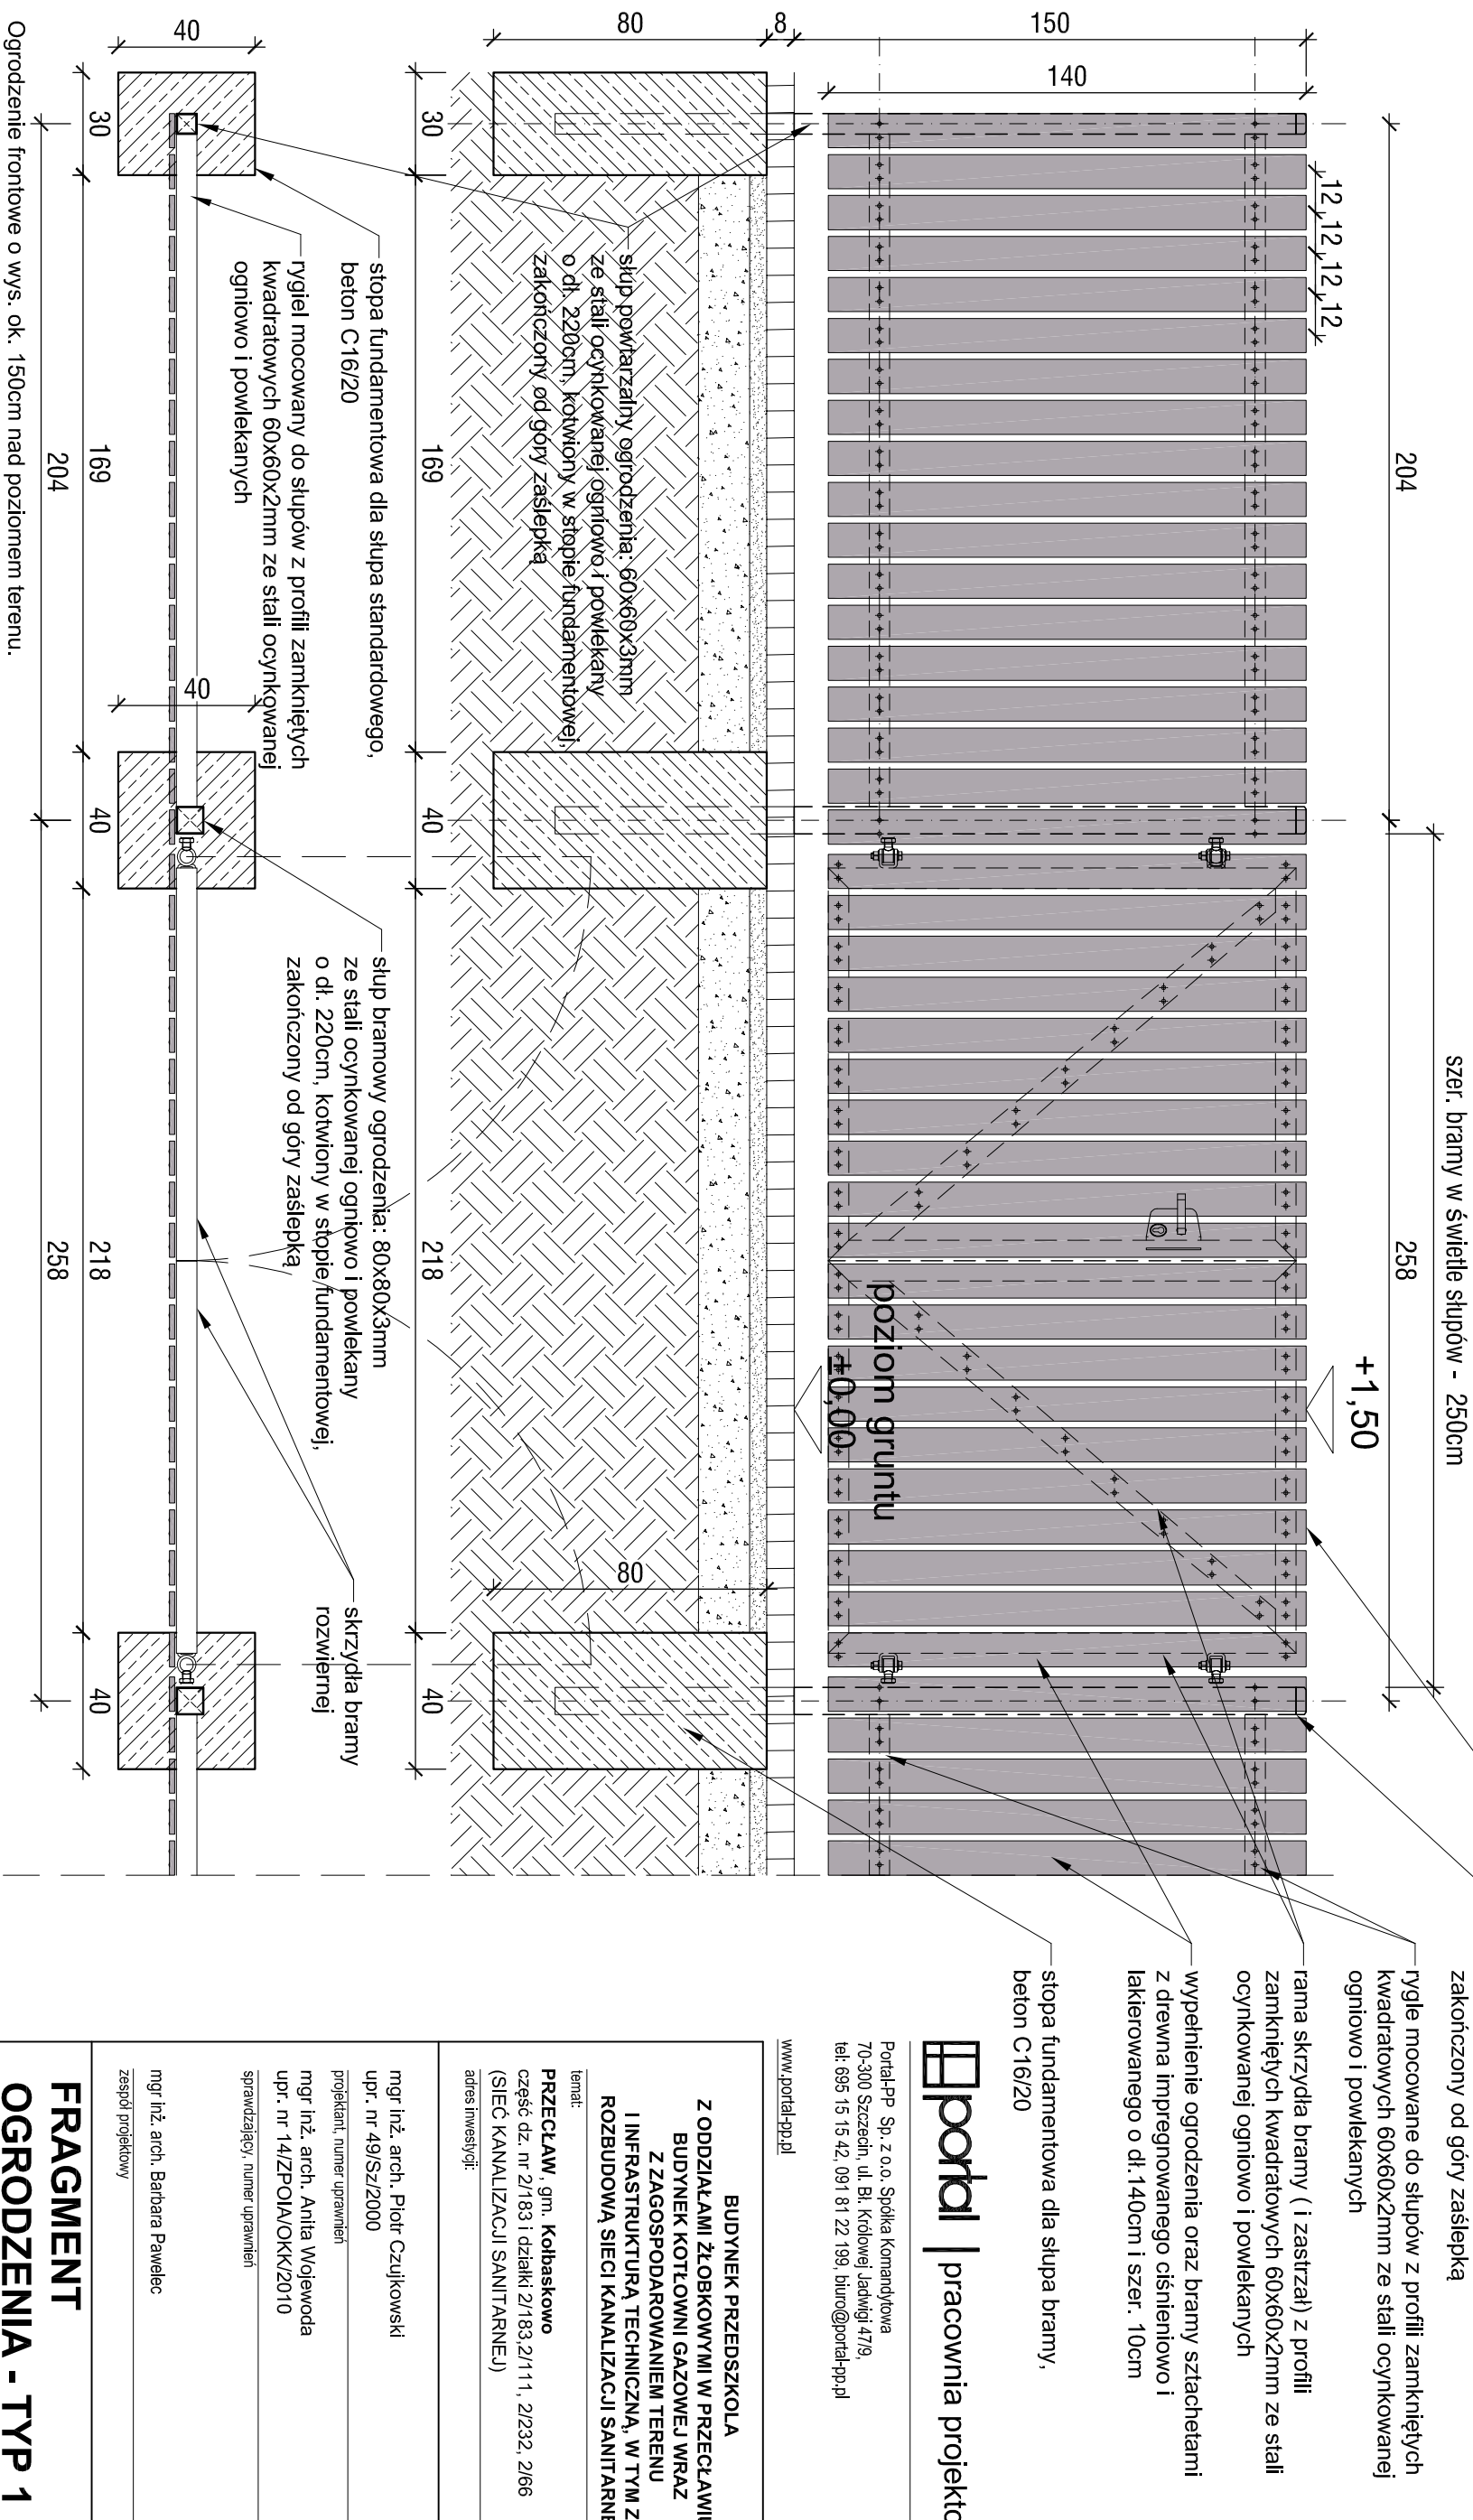 szer. bramy w świetle słupów - 250cm
204
258
+1,50
12
12
12
12
140
150
8
80
poziom gruntu
±0,00
80
słup powtarzalny ogrodzenia: 60x60x3mm
ze stali ocynkowanej ogniowo i powlekany
o dł. 220cm, kotwiony w stopie fundamentowej,
zakończony od góry zaślepką
30
169
40
218
40
stopa fundamentowa dla słupa standardowego,
beton C16/20
rygiel mocowany do słupów z profili zamkniętych
kwadratowych 60x60x2mm ze stali ocynkowanej
ogniowo i powlekanych
słup bramowy ogrodzenia: 80x80x3mm
ze stali ocynkowanej ogniowo i powlekany
o dł. 220cm, kotwiony w stopie fundamentowej,
zakończony od góry zaślepką
skrzydła bramy
rozwiernej
40
40
30
169
40
218
40
204
258
Ogrodzenie frontowe o wys. ok. 150cm nad poziomem terenu.
zakończony od góry zaślepką
rygle mocowane do słupów z profili zamkniętych
kwadratowych 60x60x2mm ze stali ocynkowanej
ogniowo i powlekanych
rama skrzydła bramy ( i zastrzał) z profili
zamkniętych kwadratowych 60x60x2mm ze stali
ocynkowanej ogniowo i powlekanych
wypełnienie ogrodzenia oraz bramy sztachetami
z drewna impregnowanego ciśnieniowo i
lakierowanego o dł.140cm i szer. 10cm
stopa fundamentowa dla słupa bramy,
beton C16/20
portal | pracownia projekto
Portal-PP Sp. z o.o. Spółka Komandytowa
70-300 Szczecin, ul. Bł. Królowej Jadwigi 47/9,
tel: 695 15 15 42, 091 81 22 199, biuro@portal-pp.pl
www.portal-pp.pl
BUDYNEK PRZEDSZKOLA
Z ODDZIAŁAMI ŻŁOBKOWYMI W PRZECŁAWIU
BUDYNEK KOTŁOWNI GAZOWEJ WRAZ
Z ZAGOSPODAROWANIEM TERENU
I INFRASTRUKTURĄ TECHNICZNĄ, W TYM Z
ROZBUDOWĄ SIECI KANALIZACJI SANITARNE
temat:
PRZECŁAW, gm. Kołbaskowo
część dz. nr 2/183 i działki 2/183,2/111, 2/232, 2/66
(SIEĆ KANALIZACJI SANITARNEJ)
adres inwestycji:
mgr inż. arch. Piotr Czujkowski
upr. nr 49/Sz/2000
projektant, numer uprawnień
mgr inż. arch. Anita Wojewoda
upr. nr 14/ZPOIA/OKK/2010
sprawdzający, numer uprawnień
mgr inż. arch. Barbara Pawelec
zespół projektowy
FRAGMENT
OGRODZENIA - TYP 1